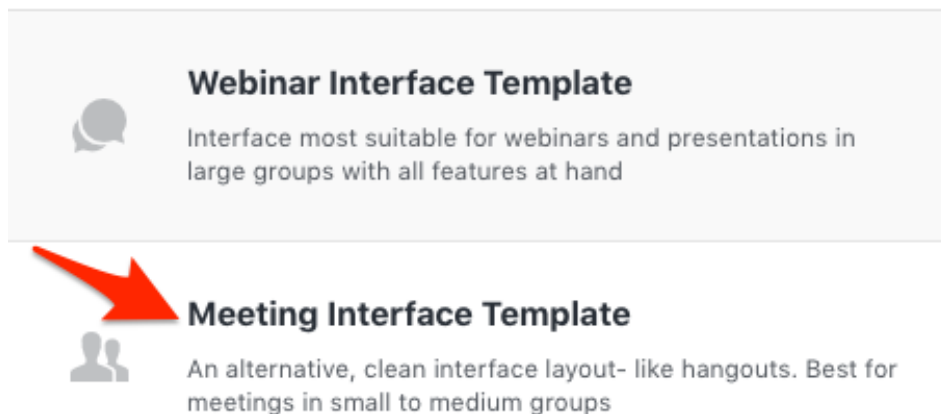 Webinar Interface Template
Interface most suitable for webinars and presentations in
large groups with all features at hand
Meeting Interface Template
An alternative, clean interface layout- like hangouts. Best for
meetings in small to medium groups